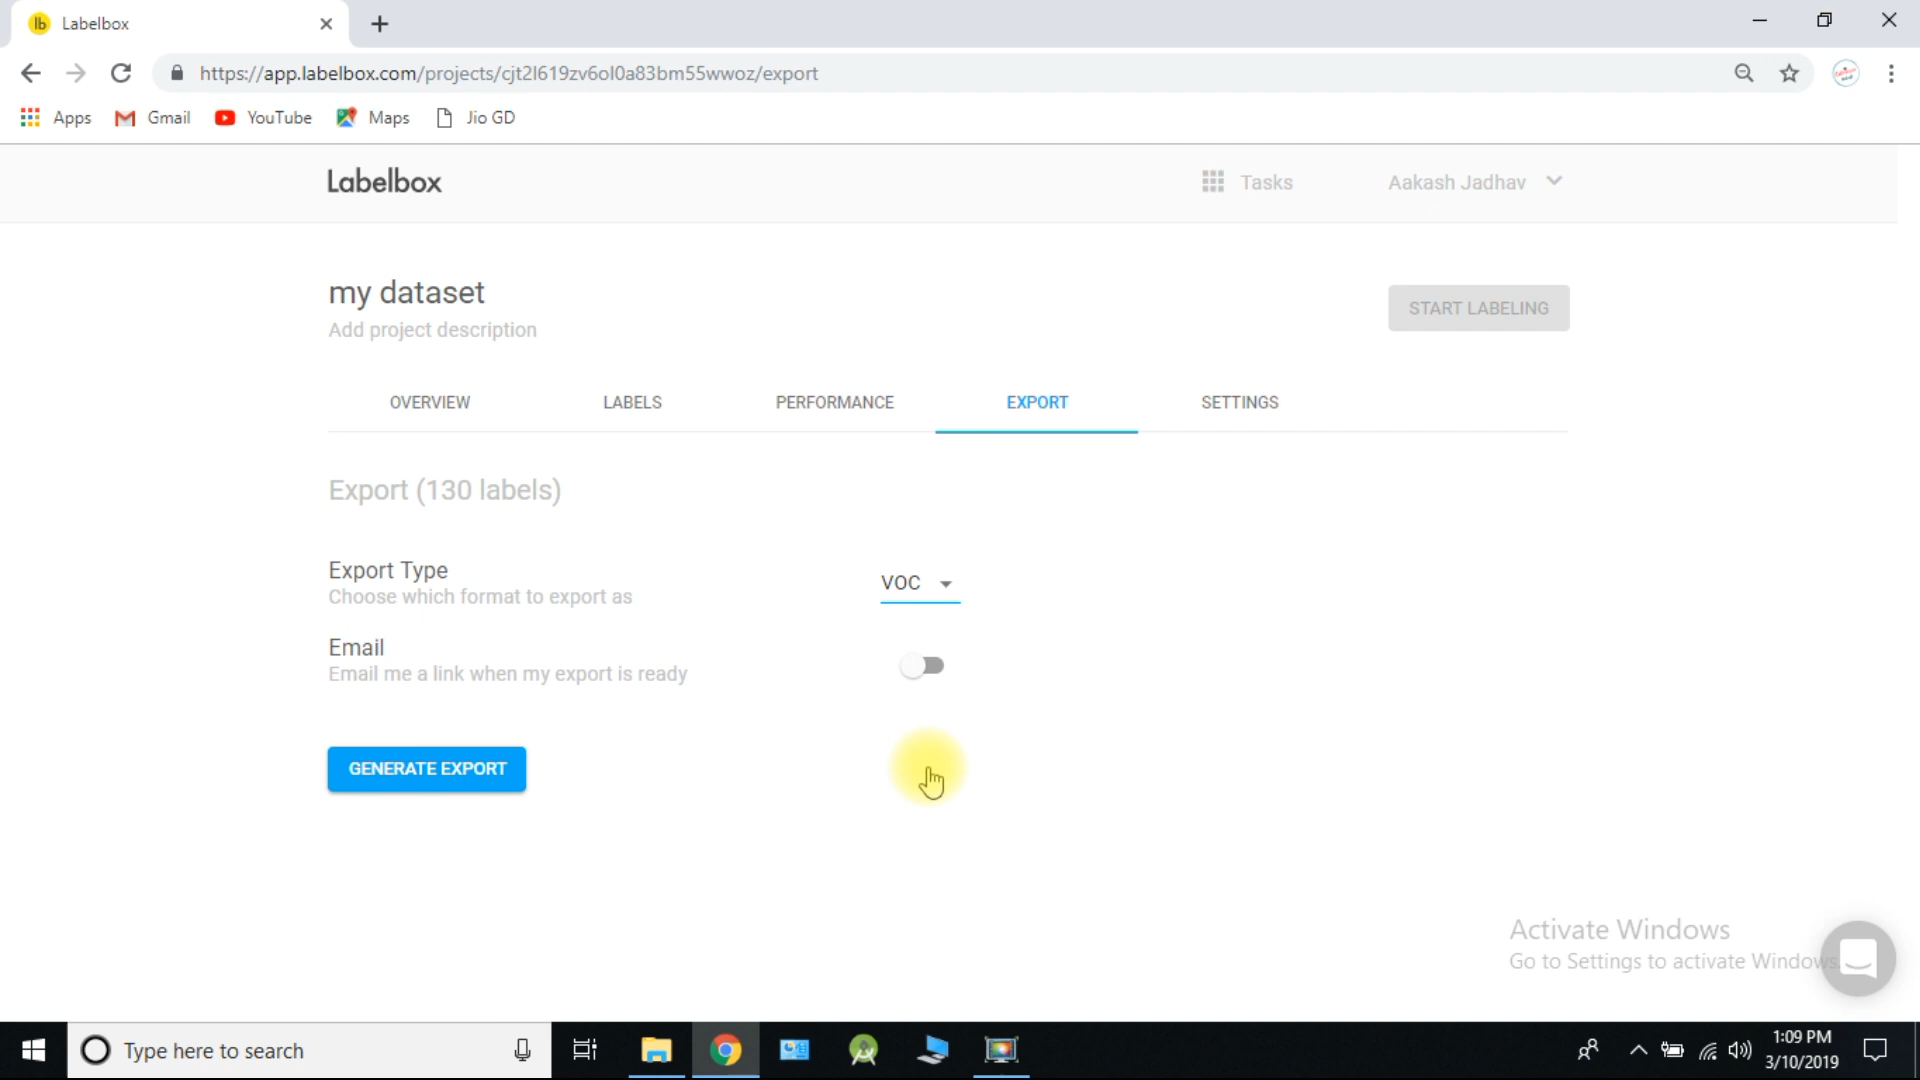 lb Labelbox
https://app.labelbox.com/projects/cjt2l619zv6ol0a83bm55wwoz/export
Apps Gmail YouTube Maps Jio GD
Labelbox Tasks Aakash Jadhav
my dataset
Add project description
START LABELING
OVERVIEW LABELS PERFORMANCE EXPORT SETTINGS
Export (130 labels)
Export Type
Choose which format to export as
VOC
Email
Email me a link when my export is ready
GENERATE EXPORT
Activate Windows
Go to Settings to activate Windows.
Type here to search
1:09 PM
3/10/2019